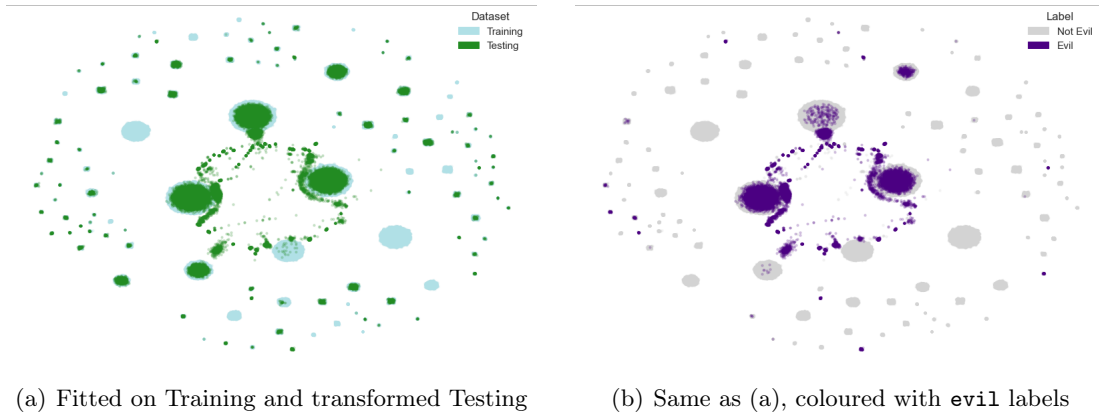 Dataset
Training
Testing
Label
Not Evil
Evil
(a) Fitted on Training and transformed Testing
(b) Same as (a), coloured with evil labels